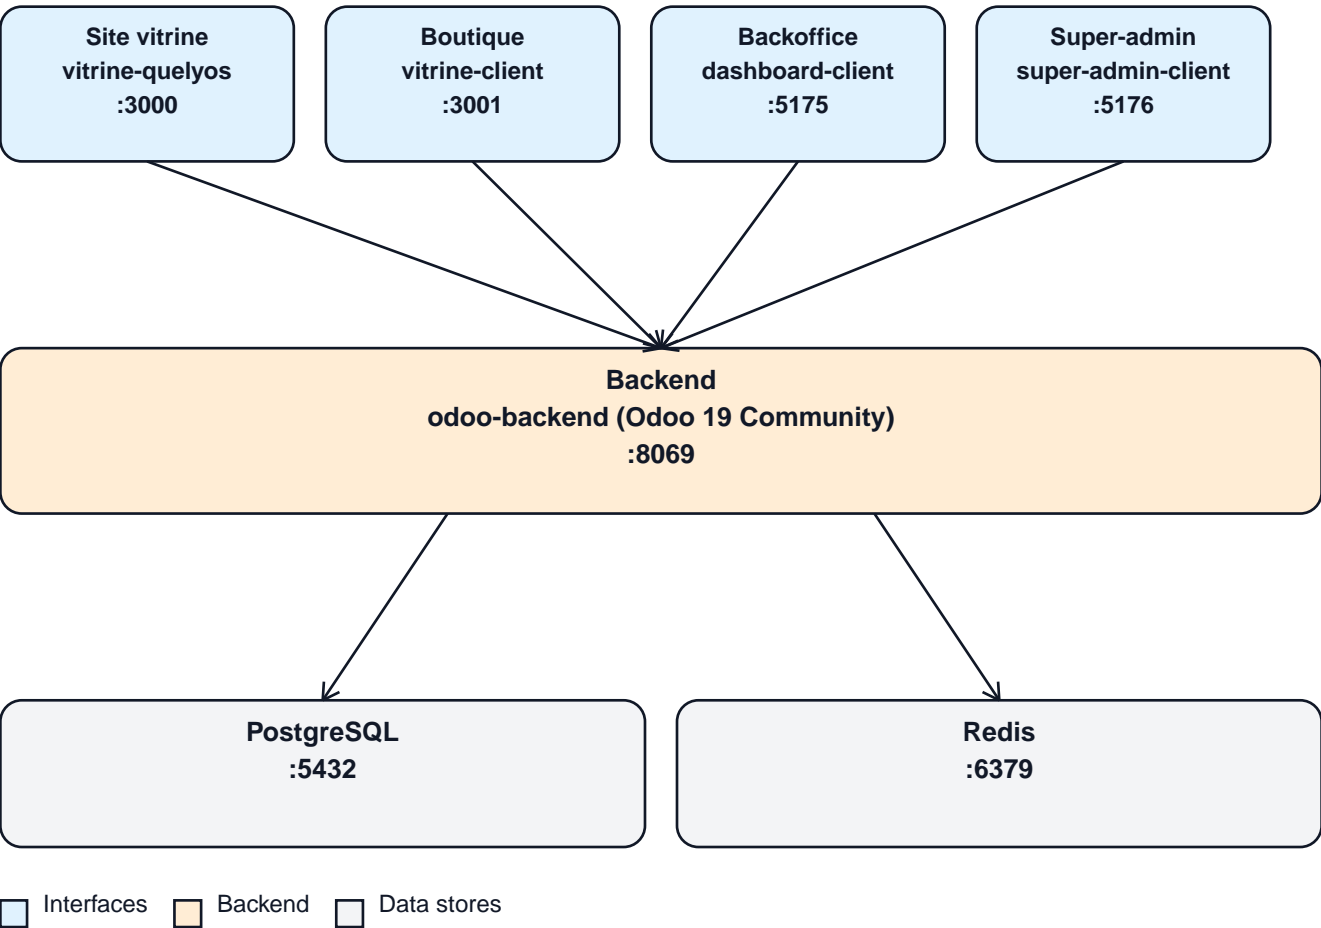 Site vitrine
vitrine-quelyos
:3000
Boutique
vitrine-client
:3001
Backoffice
dashboard-client
:5175
Super-admin
super-admin-client
:5176
Backend
odoo-backend (Odoo 19 Community)
:8069
PostgreSQL
:5432
Redis
:6379
Interfaces
Backend
Data stores